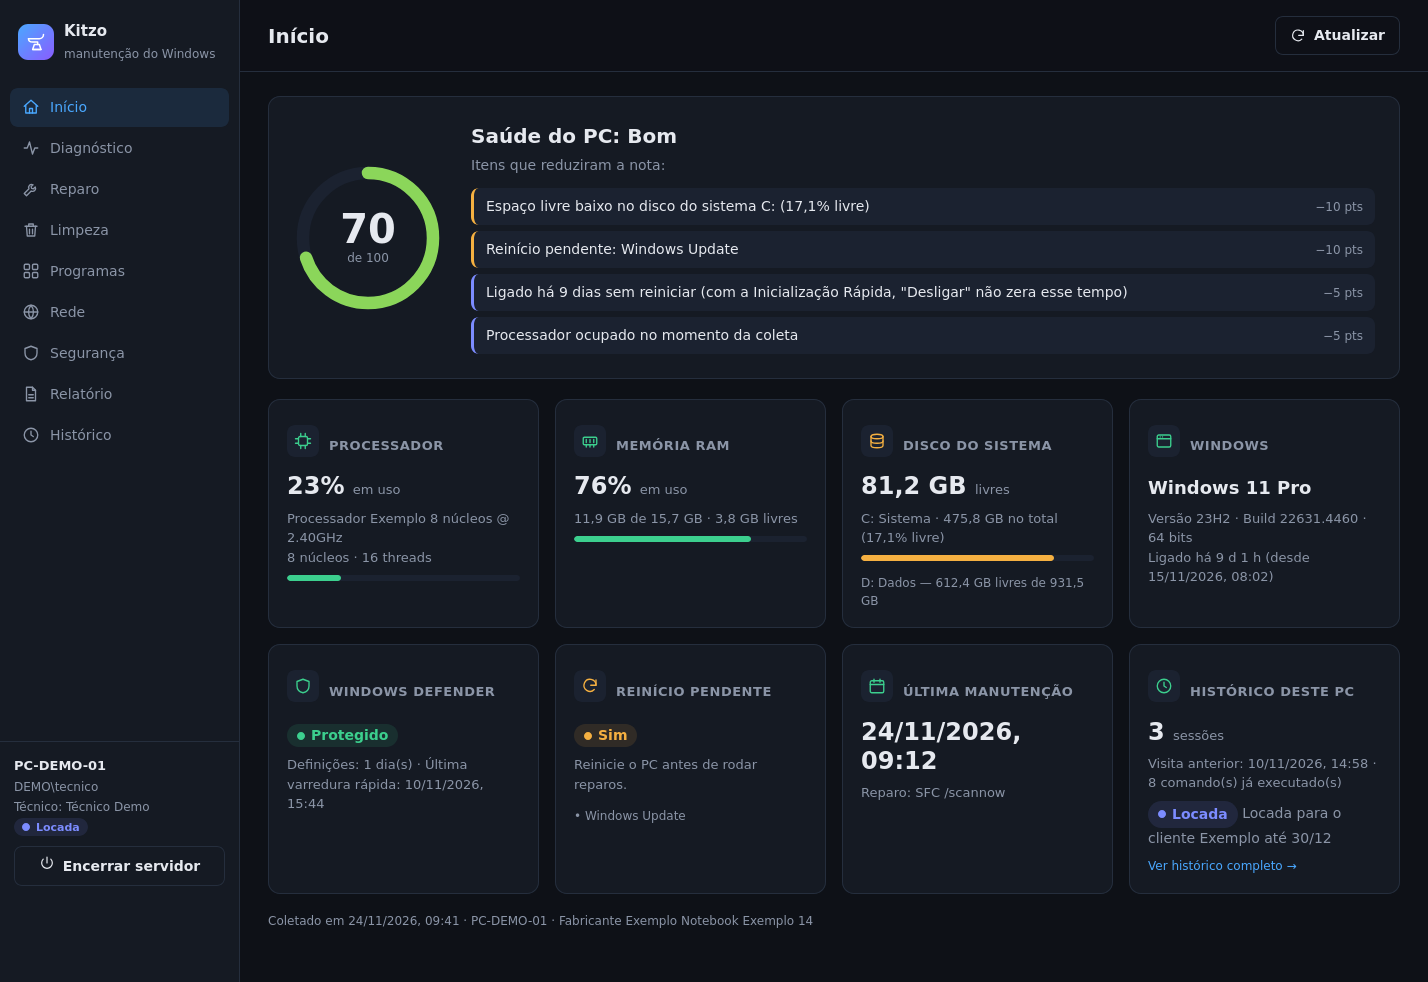 Kitzo
manutenção do Windows
Início
Diagnóstico
Reparo
Limpeza
Programas
Rede
Segurança
Relatório
Histórico
PC-DEMO-01
DEMO\tecnico
Técnico: Técnico Demo
Locada
Encerrar servidor
Início
Atualizar
70
de 100
Saúde do PC: Bom
Itens que reduziram a nota:
Espaço livre baixo no disco do sistema C: (17,1% livre) −10 pts
Reinício pendente: Windows Update −10 pts
Ligado há 9 dias sem reiniciar (com a Inicialização Rápida, "Desligar" não zera esse tempo) −5 pts
Processador ocupado no momento da coleta −5 pts
PROCESSADOR
23% em uso
Processador Exemplo 8 núcleos @
2.40GHz
8 núcleos · 16 threads
MEMÓRIA RAM
76% em uso
11,9 GB de 15,7 GB · 3,8 GB livres
DISCO DO SISTEMA
81,2 GB livres
C: Sistema · 475,8 GB no total
(17,1% livre)
D: Dados — 612,4 GB livres de 931,5
GB
WINDOWS
Windows 11 Pro
Versão 23H2 · Build 22631.4460 ·
64 bits
Ligado há 9 d 1 h (desde
15/11/2026, 08:02)
WINDOWS DEFENDER
Protegido
Definições: 1 dia(s) · Última
varredura rápida: 10/11/2026,
15:44
REINÍCIO PENDENTE
Sim
Reinicie o PC antes de rodar
reparos.
• Windows Update
ÚLTIMA MANUTENÇÃO
24/11/2026,
09:12
Reparo: SFC /scannow
HISTÓRICO DESTE PC
3 sessões
Visita anterior: 10/11/2026, 14:58 ·
8 comando(s) já executado(s)
Locada Locada para o
cliente Exemplo até 30/12
Ver histórico completo →
Coletado em 24/11/2026, 09:41 · PC-DEMO-01 · Fabricante Exemplo Notebook Exemplo 14